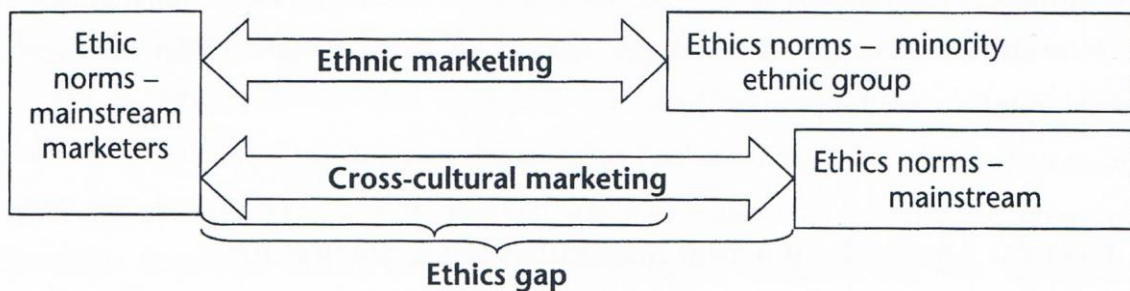 Ethic
norms –
mainstream
marketers
Ethnic marketing
Ethics norms – minority
ethnic group
Cross-cultural marketing
Ethics norms –
mainstream
Ethics gap